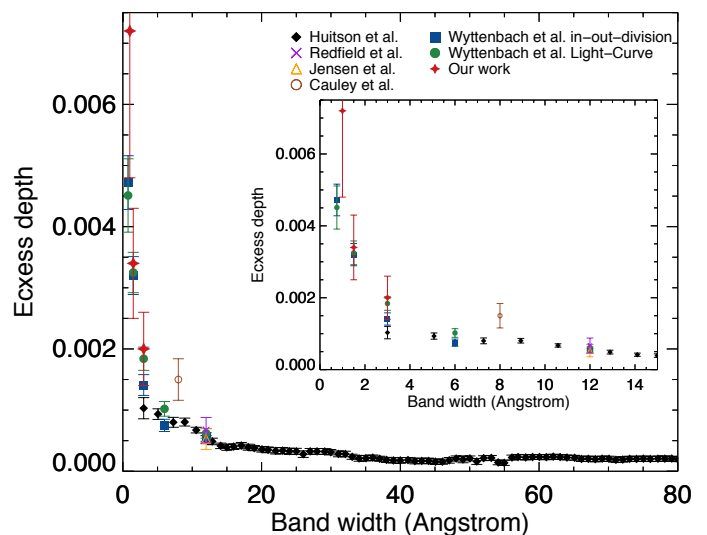 Huitson et al.
Redfield et al.
Jensen et al.
Cauley et al.
Wyttenbach et al. in-out-division
Wyttenbach et al. Light-Curve
Our work
0.006
0.004
0.002
0.000
Ecxess depth
0
20
40
60
80
Band width (Angstrom)
0.006
0.004
0.002
0.000
Ecxess depth
0
2
4
6
8
10
12
14
Band width (Angstrom)